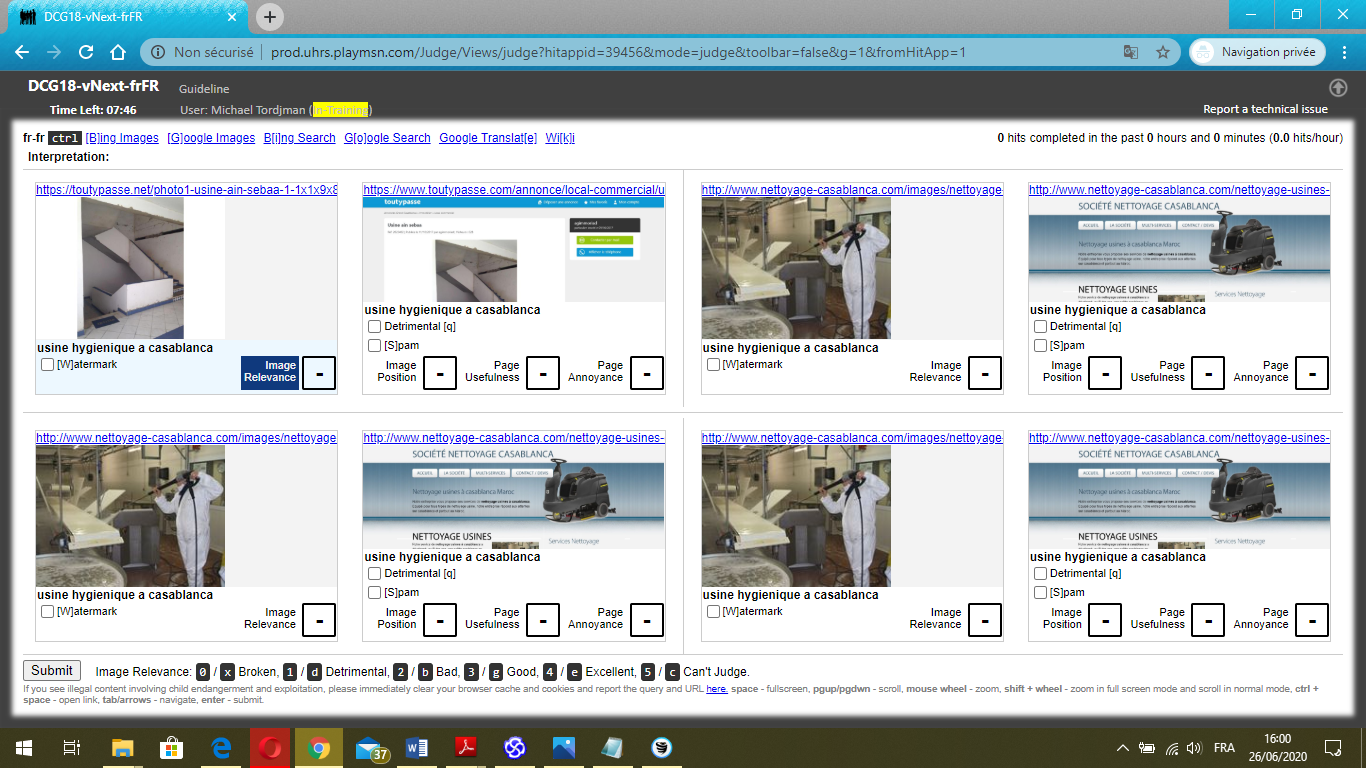 DCG18-vNext-frFR
Non sécurisé | prod.uhrs.playmsn.com/Judge/Views/judge?hitappid=39456&mode=judge&toolbar=false&g=1&fromHitApp=1
Navigation privée
DCG18-vNext-frFR Guideline
Time Left: 07:46 User: Michael Tordjman (In-Training)
Report a technical issue
fr-fr ctrl [B]ing Images [G]oogle Images B[i]ng Search G[o]ogle Search Google Translat[e] Wi[k]i
0 hits completed in the past 0 hours and 0 minutes (0.0 hits/hour)
Interpretation:
https://toutypasse.net/photo1-usine-ain-sebaa-1-1x1x9x8
https://www.toutypasse.com/annonce/local-commercial/u
http://www.nettoyage-casablanca.com/images/nettoyage-
http://www.nettoyage-casablanca.com/nettoyage-usines-
toutypasse
Usine ain sebaa
SOCIÉTÉ NETTOYAGE CASABLANCA
ACCUEIL LA SOCIÉTÉ MULTI-SERVICES CONTACT / DEVIS
Nettoyage usines à casablanca Maroc
NETTOYAGE USINES
Services Nettoyage
usine hygienique a casablanca
[W]atermark
Image Relevance -
usine hygienique a casablanca
Detrimental [q]
[S]pam
Image Position - Page Usefulness - Page Annoyance -
usine hygienique a casablanca
[W]atermark
Image Relevance -
usine hygienique a casablanca
Detrimental [q]
[S]pam
Image Position - Page Usefulness - Page Annoyance -
http://www.nettoyage-casablanca.com/images/nettoyage
http://www.nettoyage-casablanca.com/nettoyage-usines-
http://www.nettoyage-casablanca.com/images/nettoyage-
http://www.nettoyage-casablanca.com/nettoyage-usines-
SOCIÉTÉ NETTOYAGE CASABLANCA
ACCUEIL LA SOCIÉTÉ MULTI-SERVICES CONTACT / DEVIS
Nettoyage usines à casablanca Maroc
NETTOYAGE USINES
Services Nettoyage
SOCIÉTÉ NETTOYAGE CASABLANCA
ACCUEIL LA SOCIÉTÉ MULTI-SERVICES CONTACT / DEVIS
Nettoyage usines à casablanca Maroc
NETTOYAGE USINES
Services Nettoyage
usine hygienique a casablanca
[W]atermark
Image Relevance -
usine hygienique a casablanca
Detrimental [q]
[S]pam
Image Position - Page Usefulness - Page Annoyance -
usine hygienique a casablanca
[W]atermark
Image Relevance -
usine hygienique a casablanca
Detrimental [q]
[S]pam
Image Position - Page Usefulness - Page Annoyance -
Submit Image Relevance: 0 / x Broken, 1 / d Detrimental, 2 / b Bad, 3 / g Good, 4 / e Excellent, 5 / c Can't Judge.
If you see illegal content involving child endangerment and exploitation, please immediately clear your browser cache and cookies and report the query and URL here. space - fullscreen, pgup/pgdwn - scroll, mouse wheel - zoom, shift + wheel - zoom in full screen mode and scroll in normal mode, ctrl +
space - open link, tab/arrows - navigate, enter - submit.
37
FRA
16:00
26/06/2020